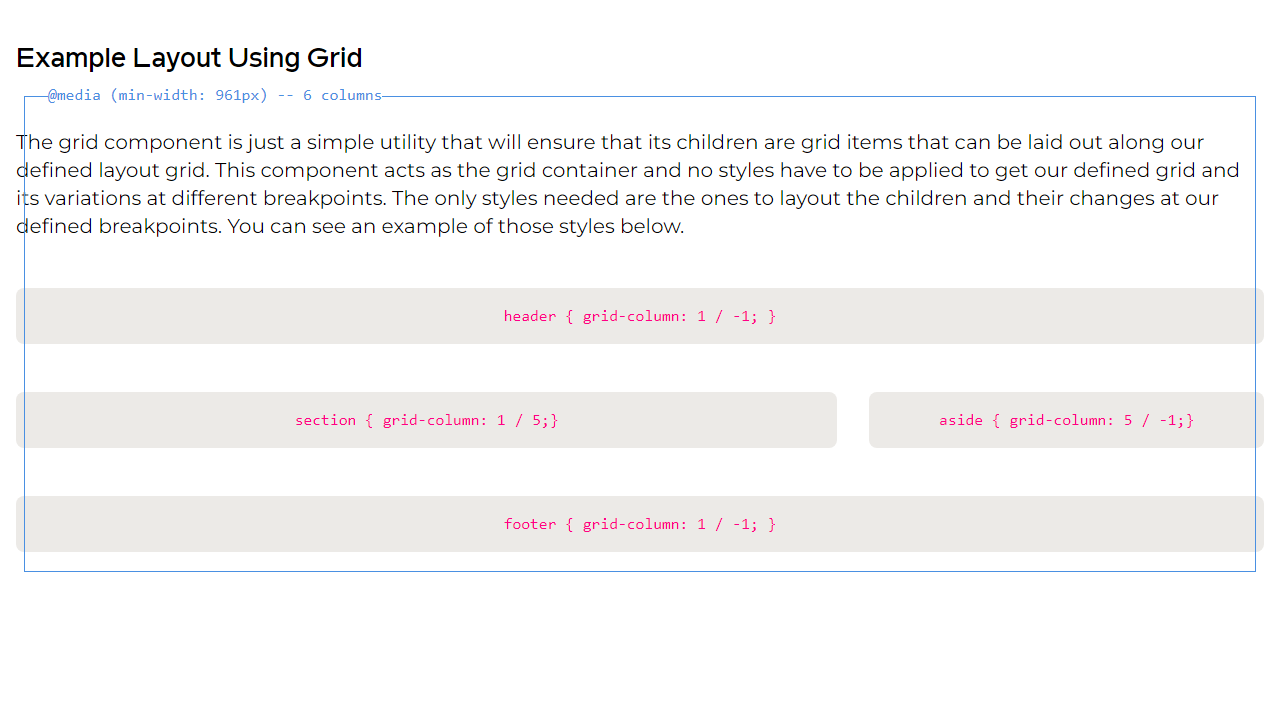 Example Layout Using Grid
@media (min-width: 961px) -- 6 columns
The grid component is just a simple utility that will ensure that its children are grid items that can be laid out along our
defined layout grid. This component acts as the grid container and no styles have to be applied to get our defined grid and
its variations at different breakpoints. The only styles needed are the ones to layout the children and their changes at our
defined breakpoints. You can see an example of those styles below.
header { grid-column: 1 / -1; }
section { grid-column: 1 / 5;}
aside { grid-column: 5 / -1;}
footer { grid-column: 1 / -1; }